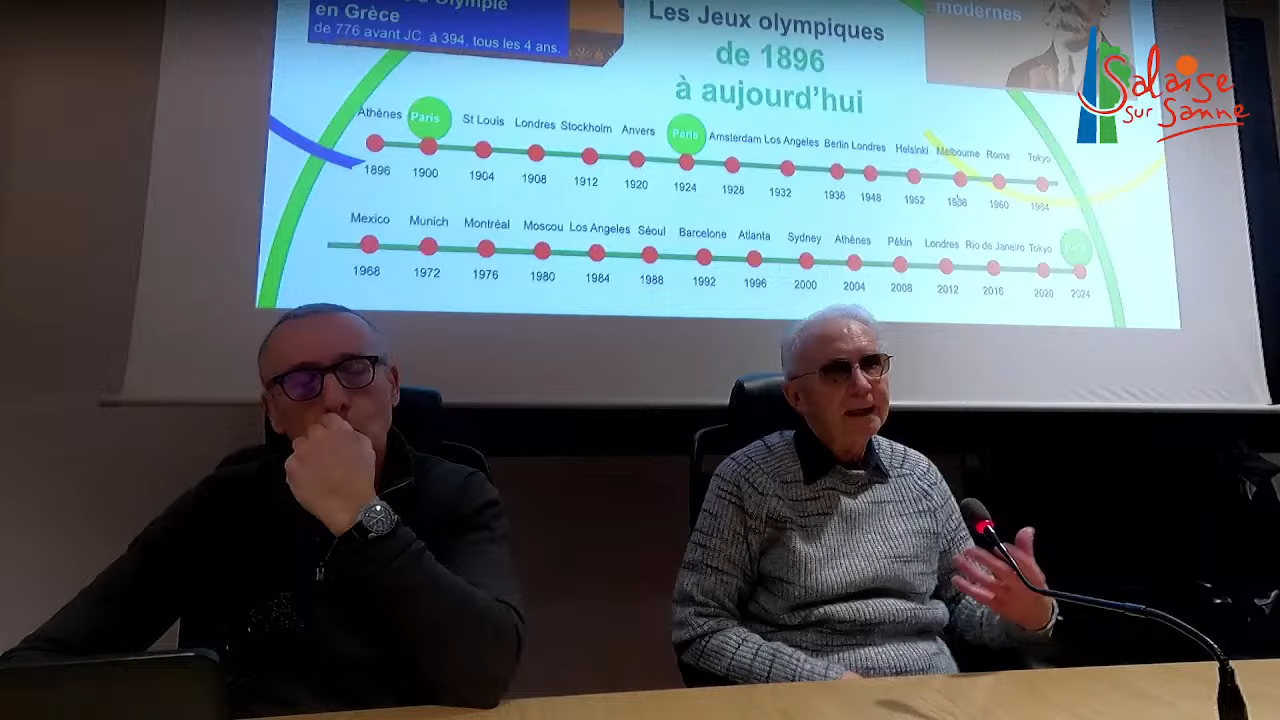 d'Olympie
en Grèce
de 776 avant JC. à 394, tous les 4 ans.
Les Jeux olympiques
de 1896
à aujourd'hui
modernes
Salaise
sur Sanne
Athènes Paris St Louis Londres Stockholm Anvers Paris Amsterdam Los Angeles Berlin Londres Helsinki Melbourne Rome Tokyo
1896 1900 1904 1908 1912 1920 1924 1928 1932 1936 1948 1952 1956 1960 1964
Mexico Munich Montréal Moscou Los Angeles Séoul Barcelone Atlanta Sydney Athènes Pékin Londres Rio de Janeiro Tokyo Paris
1968 1972 1976 1980 1984 1988 1992 1996 2000 2004 2008 2012 2016 2020 2024